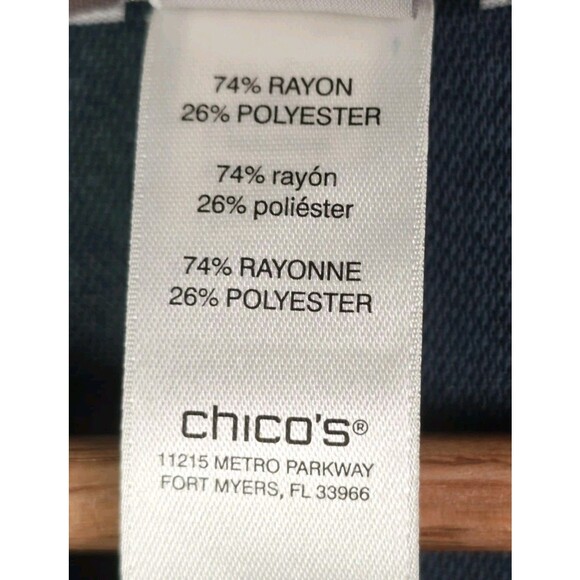 74% RAYON
26% POLYESTER
74% rayón
26% poliéster
74% RAYONNE
26% POLYESTER
chico's®
11215 METRO PARKWAY
FORT MYERS, FL 33966